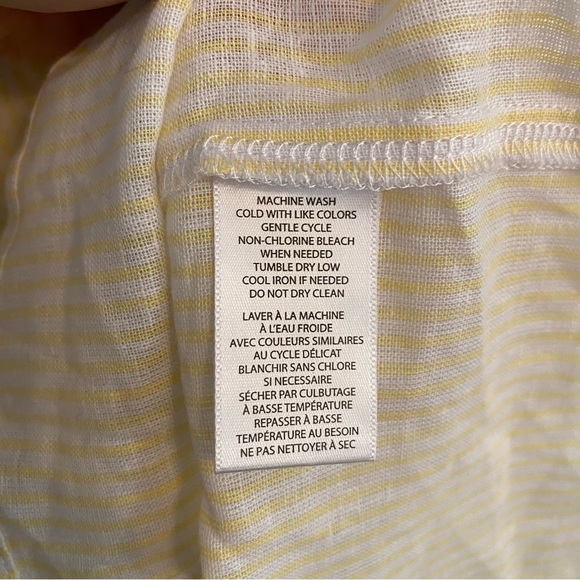 MACHINE WASH
COLD WITH LIKE COLORS
GENTLE CYCLE
NON-CHLORINE BLEACH
WHEN NEEDED
TUMBLE DRY LOW
COOL IRON IF NEEDED
DO NOT DRY CLEAN
LAVER À LA MACHINE
À L'EAU FROIDE
AVEC COULEURS SIMILAIRES
AU CYCLE DÉLICAT
BLANCHIR SANS CHLORE
SI NECESSAIRE
SÉCHER PAR CULBUTAGE
À BASSE TEMPÉRATURE
REPASSER À BASSE
TEMPÉRATURE AU BESOIN
NE PAS NETTOYER À SEC